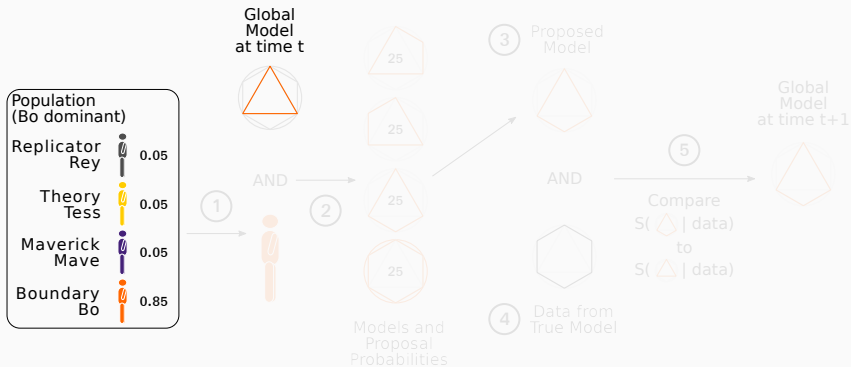 Global
Model
at time t
Population
(Bo dominant)
Replicator
Rey
0.05
Theory
Tess
0.05
Maverick
Mave
0.05
Boundary
Bo
0.85
1
AND
2
25
25
25
25
Models and
Proposal
Probabilities
3
Proposed
Model
AND
4
Data from
True Model
5
Compare
S( | data)
to
S( | data)
Global
Model
at time t+1